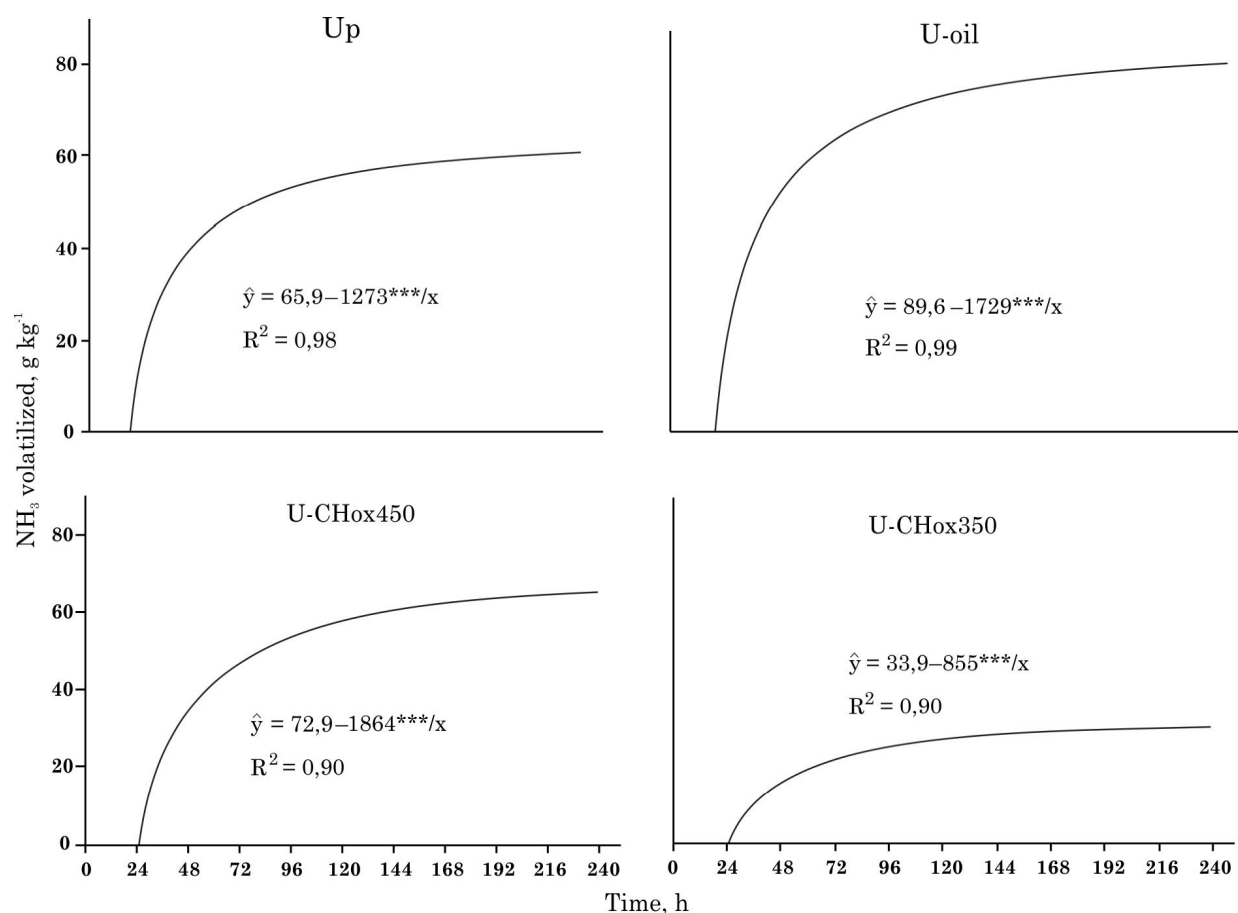 Up
80
60
40
20
0
ŷ = 65,9–1273***/x
R² = 0,98
U-oil
ŷ = 89,6–1729***/x
R² = 0,99
NH₃ volatilized, g kg⁻¹
U-CHox450
80
60
40
20
0
ŷ = 72,9–1864***/x
R² = 0,90
0 24 48 72 96 120 144 168 192 216 240
U-CHox350
ŷ = 33,9–855***/x
R² = 0,90
0 24 48 72 96 120 144 168 192 216 240
Time, h